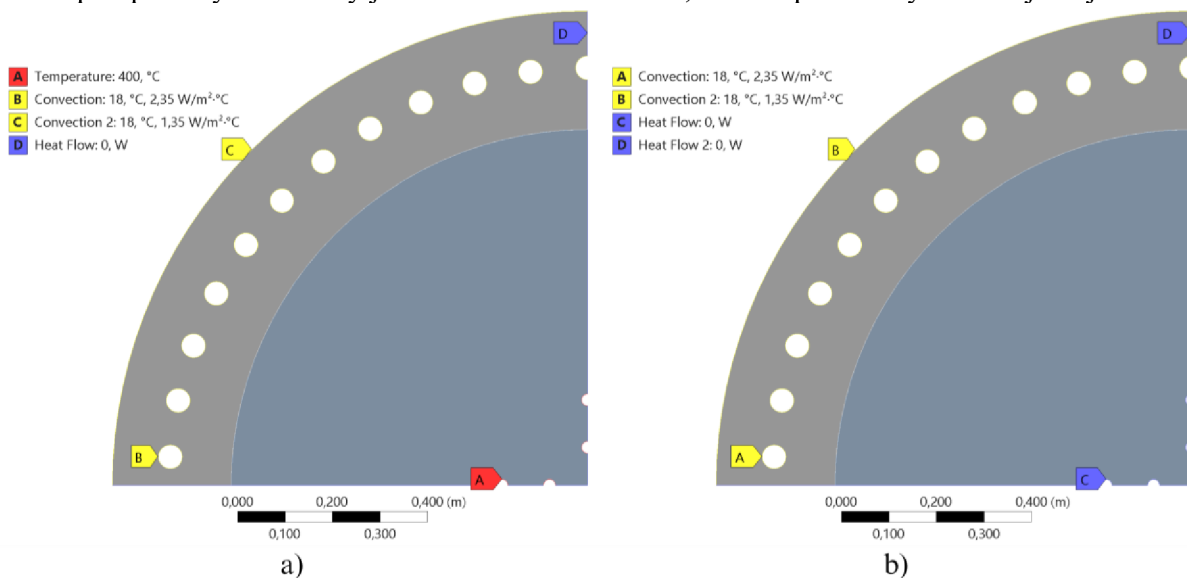 D
A Temperature: 400, °C
B Convection: 18, °C, 2,35 W/m²·°C
C Convection 2: 18, °C, 1,35 W/m²·°C
D Heat Flow: 0, W
C
B
A
0,000 0,200 0,400 (m)
0,100 0,300
a)
D
A Convection: 18, °C, 2,35 W/m²·°C
B Convection 2: 18, °C, 1,35 W/m²·°C
C Heat Flow: 0, W
D Heat Flow 2: 0, W
B
A
C
0,000 0,200 0,400 (m)
0,100 0,300
b)